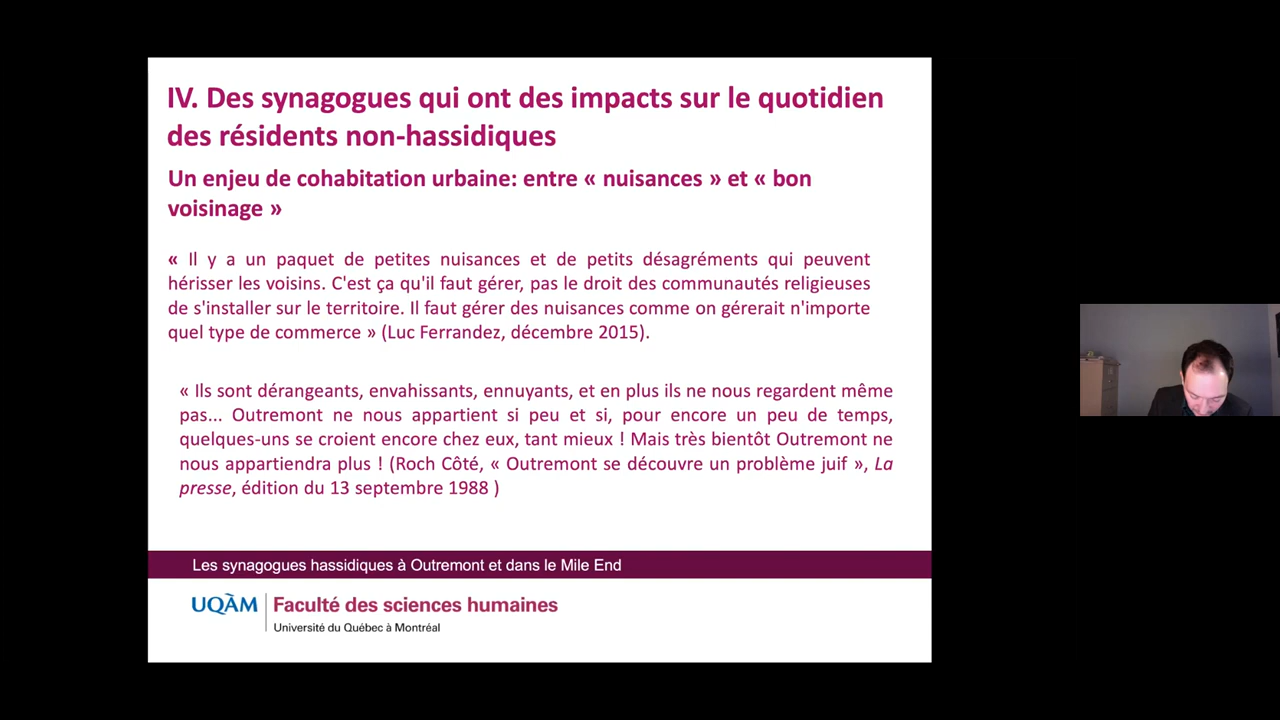 IV. Des synagogues qui ont des impacts sur le quotidien
des résidents non-hassidiques
Un enjeu de cohabitation urbaine: entre « nuisances » et « bon
voisinage »
« Il y a un paquet de petites nuisances et de petits désagréments qui peuvent
hérisser les voisins. C'est ça qu'il faut gérer, pas le droit des communautés religieuses
de s'installer sur le territoire. Il faut gérer des nuisances comme on gérerait n'importe
quel type de commerce » (Luc Ferrandez, décembre 2015).
« Ils sont dérangeants, envahissants, ennuyants, et en plus ils ne nous regardent même
pas... Outremont ne nous appartient si peu et si, pour encore un peu de temps,
quelques-uns se croient encore chez eux, tant mieux ! Mais très bientôt Outremont ne
nous appartiendra plus ! (Roch Côté, « Outremont se découvre un problème juif », La
presse, édition du 13 septembre 1988 )
Les synagogues hassidiques à Outremont et dans le Mile End
UQÀM Faculté des sciences humaines
Université du Québec à Montréal